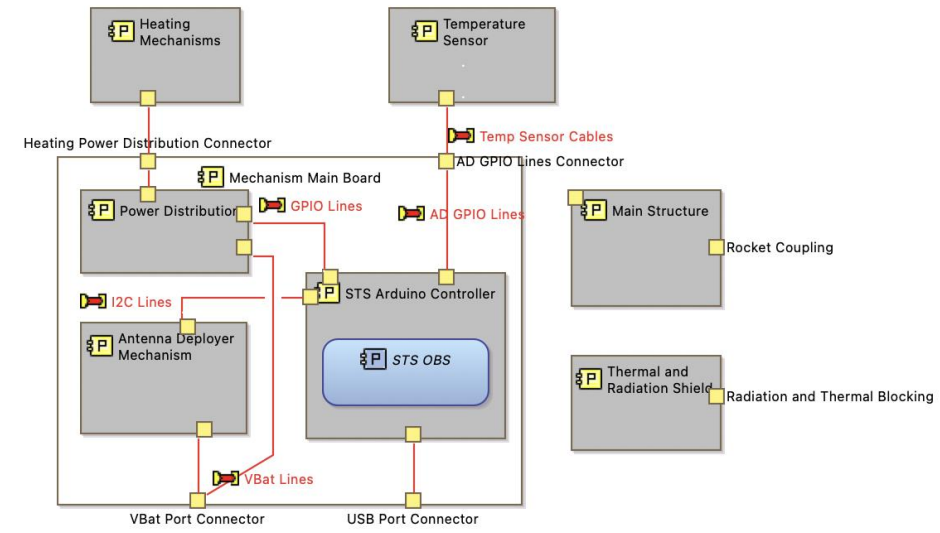 Heating
Mechanisms
Temperature
Sensor
Temp Sensor Cables
Heating Power Distribution Connector
AD GPIO Lines Connector
P Mechanism Main Board
P Power Distribution
GPIO Lines
AD GPIO Lines
P Main Structure
Rocket Coupling
I2C Lines
P STS Arduino Controller
P Antenna Deployer
Mechanism
P STS OBS
P Thermal and
Radiation Shield
Radiation and Thermal Blocking
VBat Lines
VBat Port Connector
USB Port Connector